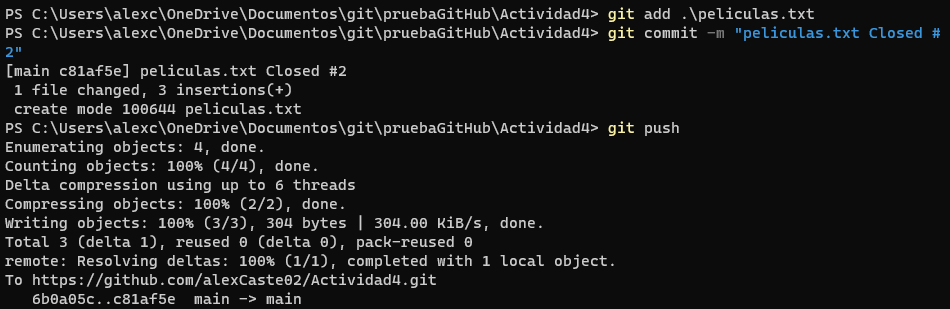 PS C:\Users\alexc\OneDrive\Documentos\git\pruebaGitHub\Actividad4> git add .\peliculas.txt
PS C:\Users\alexc\OneDrive\Documentos\git\pruebaGitHub\Actividad4> git commit -m "peliculas.txt Closed #
2"
[main c81af5e] peliculas.txt Closed #2
 1 file changed, 3 insertions(+)
 create mode 100644 peliculas.txt
PS C:\Users\alexc\OneDrive\Documentos\git\pruebaGitHub\Actividad4> git push
Enumerating objects: 4, done.
Counting objects: 100% (4/4), done.
Delta compression using up to 6 threads
Compressing objects: 100% (2/2), done.
Writing objects: 100% (3/3), 304 bytes | 304.00 KiB/s, done.
Total 3 (delta 1), reused 0 (delta 0), pack-reused 0
remote: Resolving deltas: 100% (1/1), completed with 1 local object.
To https://github.com/alexCaste02/Actividad4.git
   6b0a05c..c81af5e  main -> main